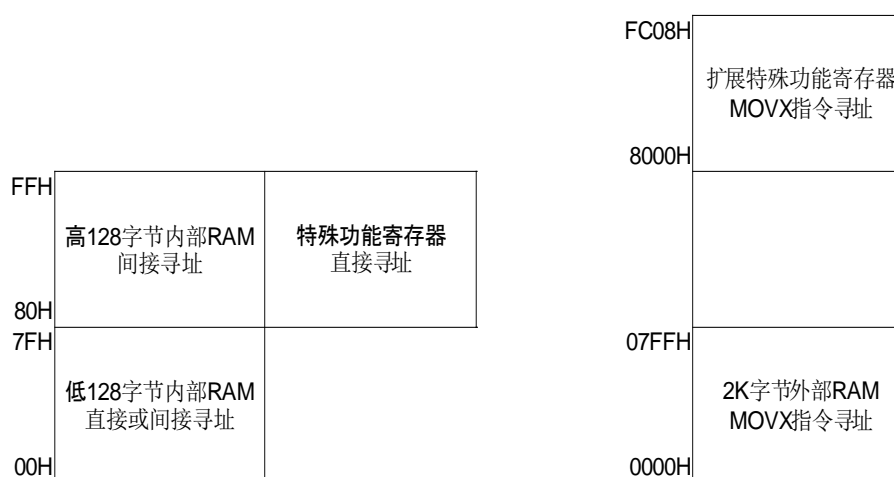 FC08H
扩展特殊功能寄存器
MOVX指令寻址
8000H
FFH
高128字节内部RAM
间接寻址
特殊功能寄存器
直接寻址
80H
7FH
低128字节内部RAM
直接或间接寻址
00H
07FFH
2K字节外部RAM
MOVX指令寻址
0000H